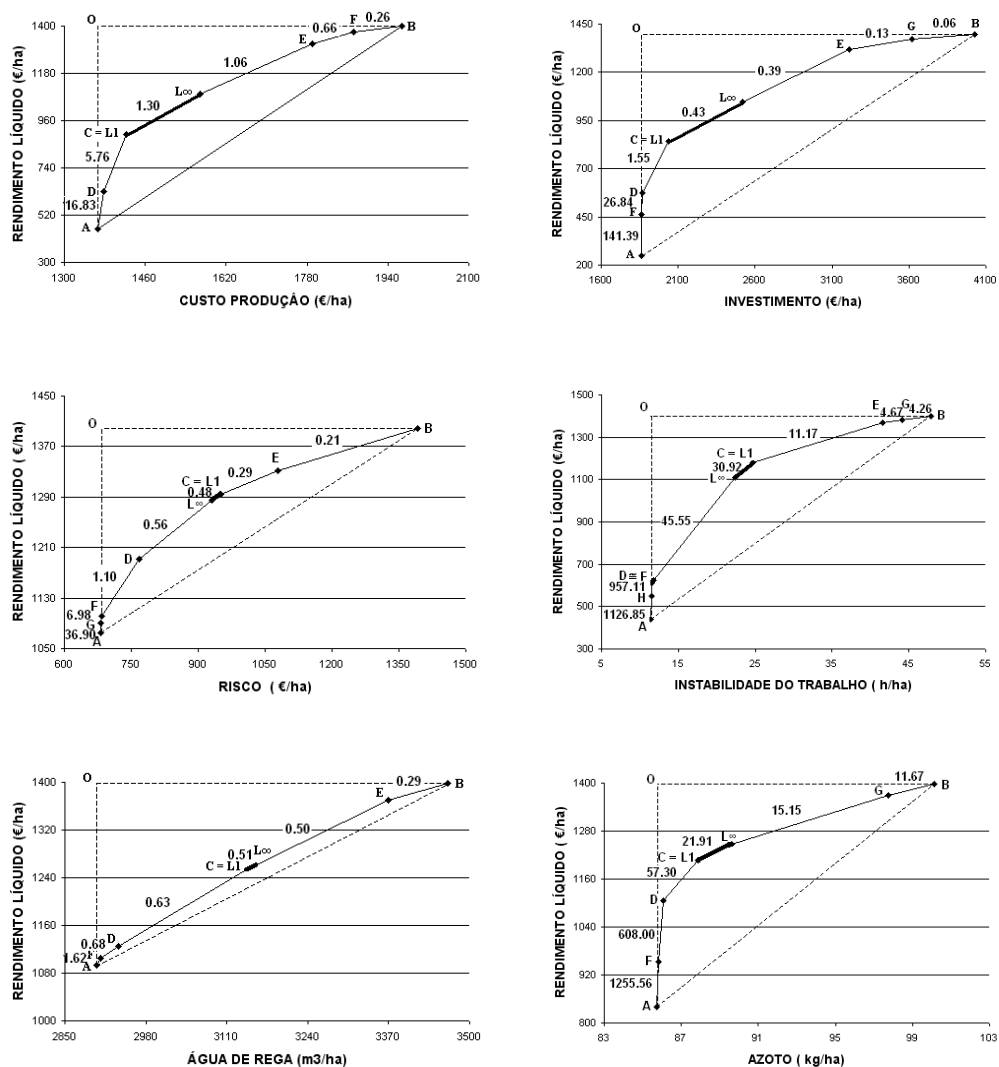 RENDIMENTO LÍQUIDO (€/ha)
1400
1180
960
740
520
300
O
F
0.26
B
0.66
E
1.06
L∞
1.30
C = L1
5.76
D
16.83
A
1300
1460
1620
1780
1940
2100
CUSTO PRODUÇÂO (€/ha)
RENDIMENTO LÍQUIDO (€/ha)
1400
1450
1200
950
700
450
200
O
0.06
B
G
0.13
E
0.39
L∞
0.43
C = L1
1.55
D
26.84
F
141.39
A
1600
2100
2600
3100
3600
4100
INVESTIMENTO (€/ha)
RENDIMENTO LÍQUIDO ( €/ha)
1450
1370
1290
1210
1130
1050
O
B
0.21
E
0.29
C = L1
0.48
L∞
0.56
D
1.10
F
6.98
G
36.90
A
600
750
900
1050
1350
1500
RISCO ( €/ha)
RENDIMENTO LÍQUIDO (€/ha)
1500
1300
1100
900
700
500
300
O
E
G
4.67
4.26
B
11.17
C = L1
30.92
L∞
45.55
D ≅ F
957.11
H
1126.85
A
5
15
25
35
45
55
INSTABILIDADE DO TRABALHO ( h/ha)
RENDIMENTO LÍQUIDO (€/ha)
1400
1320
1240
1160
1080
1000
O
0.29
B
E
0.50
L∞
0.51
C = L1
0.63
D
0.68
1.62
A
2850
2980
3110
3240
3370
3500
ÁGUA DE REGA (m3/ha)
RENDIMENTO LÍQUIDO ( €/ha)
1400
1280
1160
1040
920
800
O
11.67
B
G
15.15
L∞
21.91
C = L1
57.30
D
608.00
F
1255.56
A
83
87
91
95
99
103
AZOTO ( kg/ha)